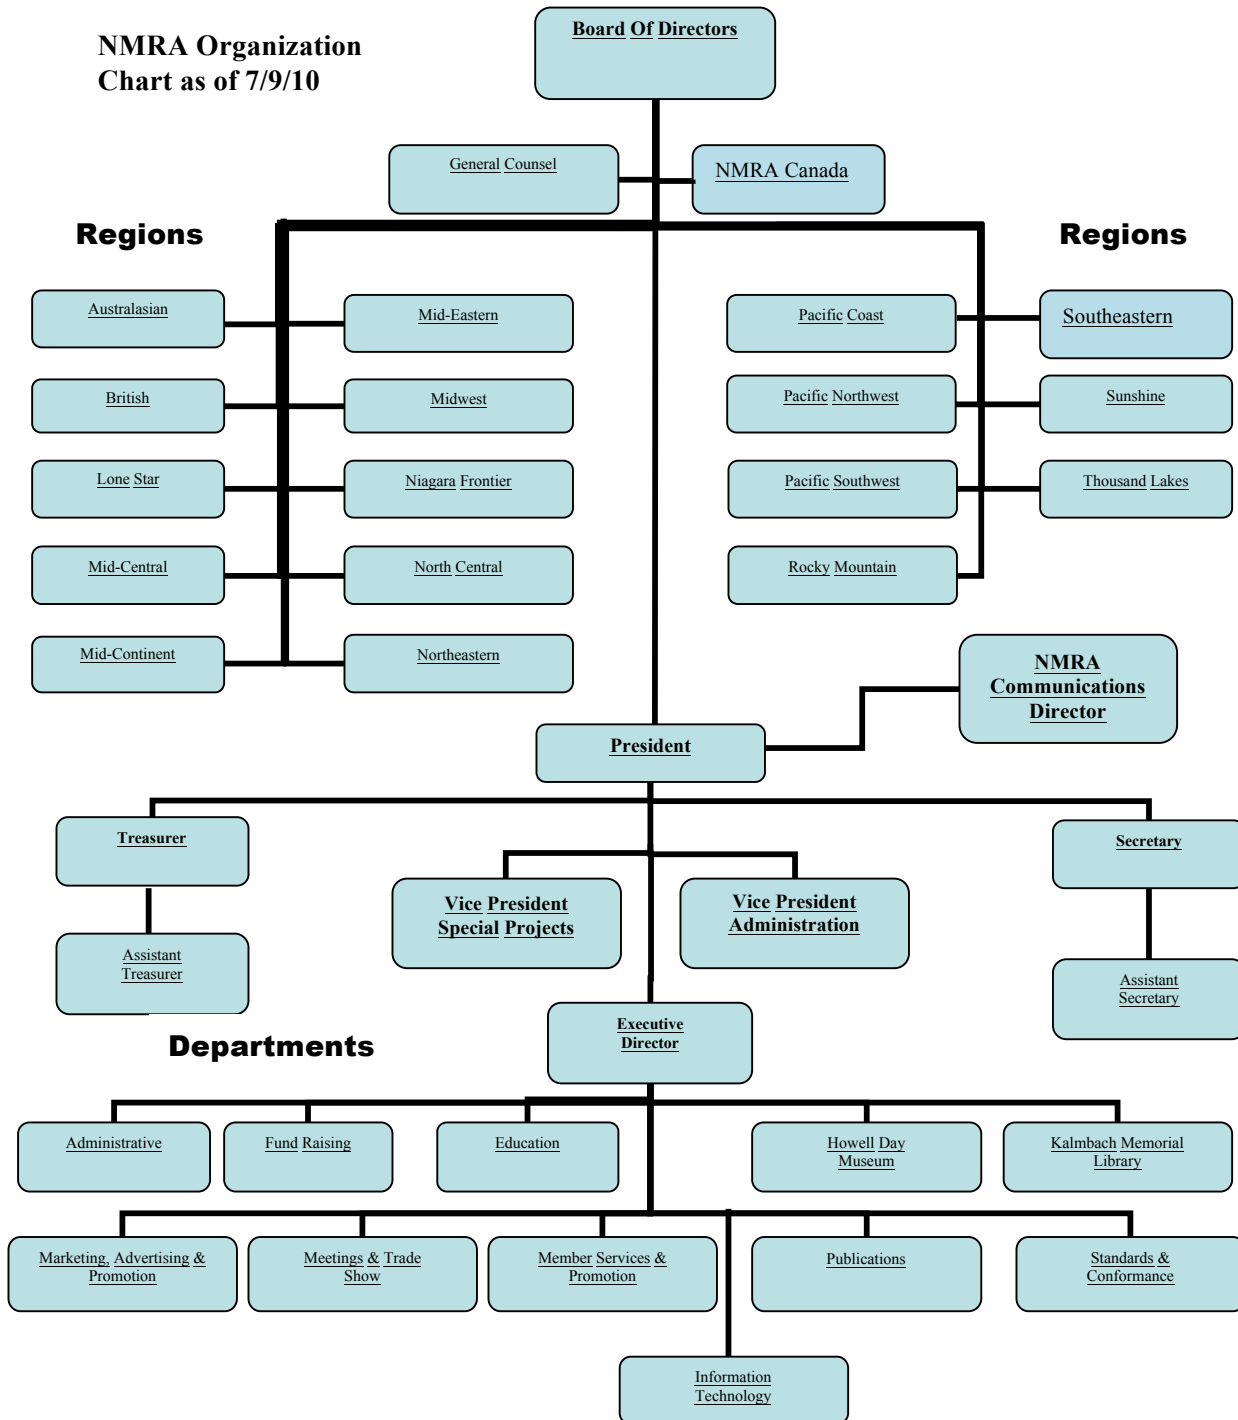 Board Of Directors
NMRA Organization
Chart as of 7/9/10
General Counsel
NMRA Canada
Regions
Regions
Australasian
Mid-Eastern
Pacific Coast
Southeastern
British
Midwest
Pacific Northwest
Sunshine
Lone Star
Niagara Frontier
Pacific Southwest
Thousand Lakes
Mid-Central
North Central
Rocky Mountain
Mid-Continent
Northeastern
NMRA
Communications
Director
President
Treasurer
Secretary
Vice President
Special Projects
Vice President
Administration
Assistant
Treasurer
Assistant
Secretary
Executive
Director
Departments
Administrative
Fund Raising
Education
Howell Day
Museum
Kalmbach Memorial
Library
Marketing, Advertising &
Promotion
Meetings & Trade
Show
Member Services &
Promotion
Publications
Standards &
Conformance
Information
Technology